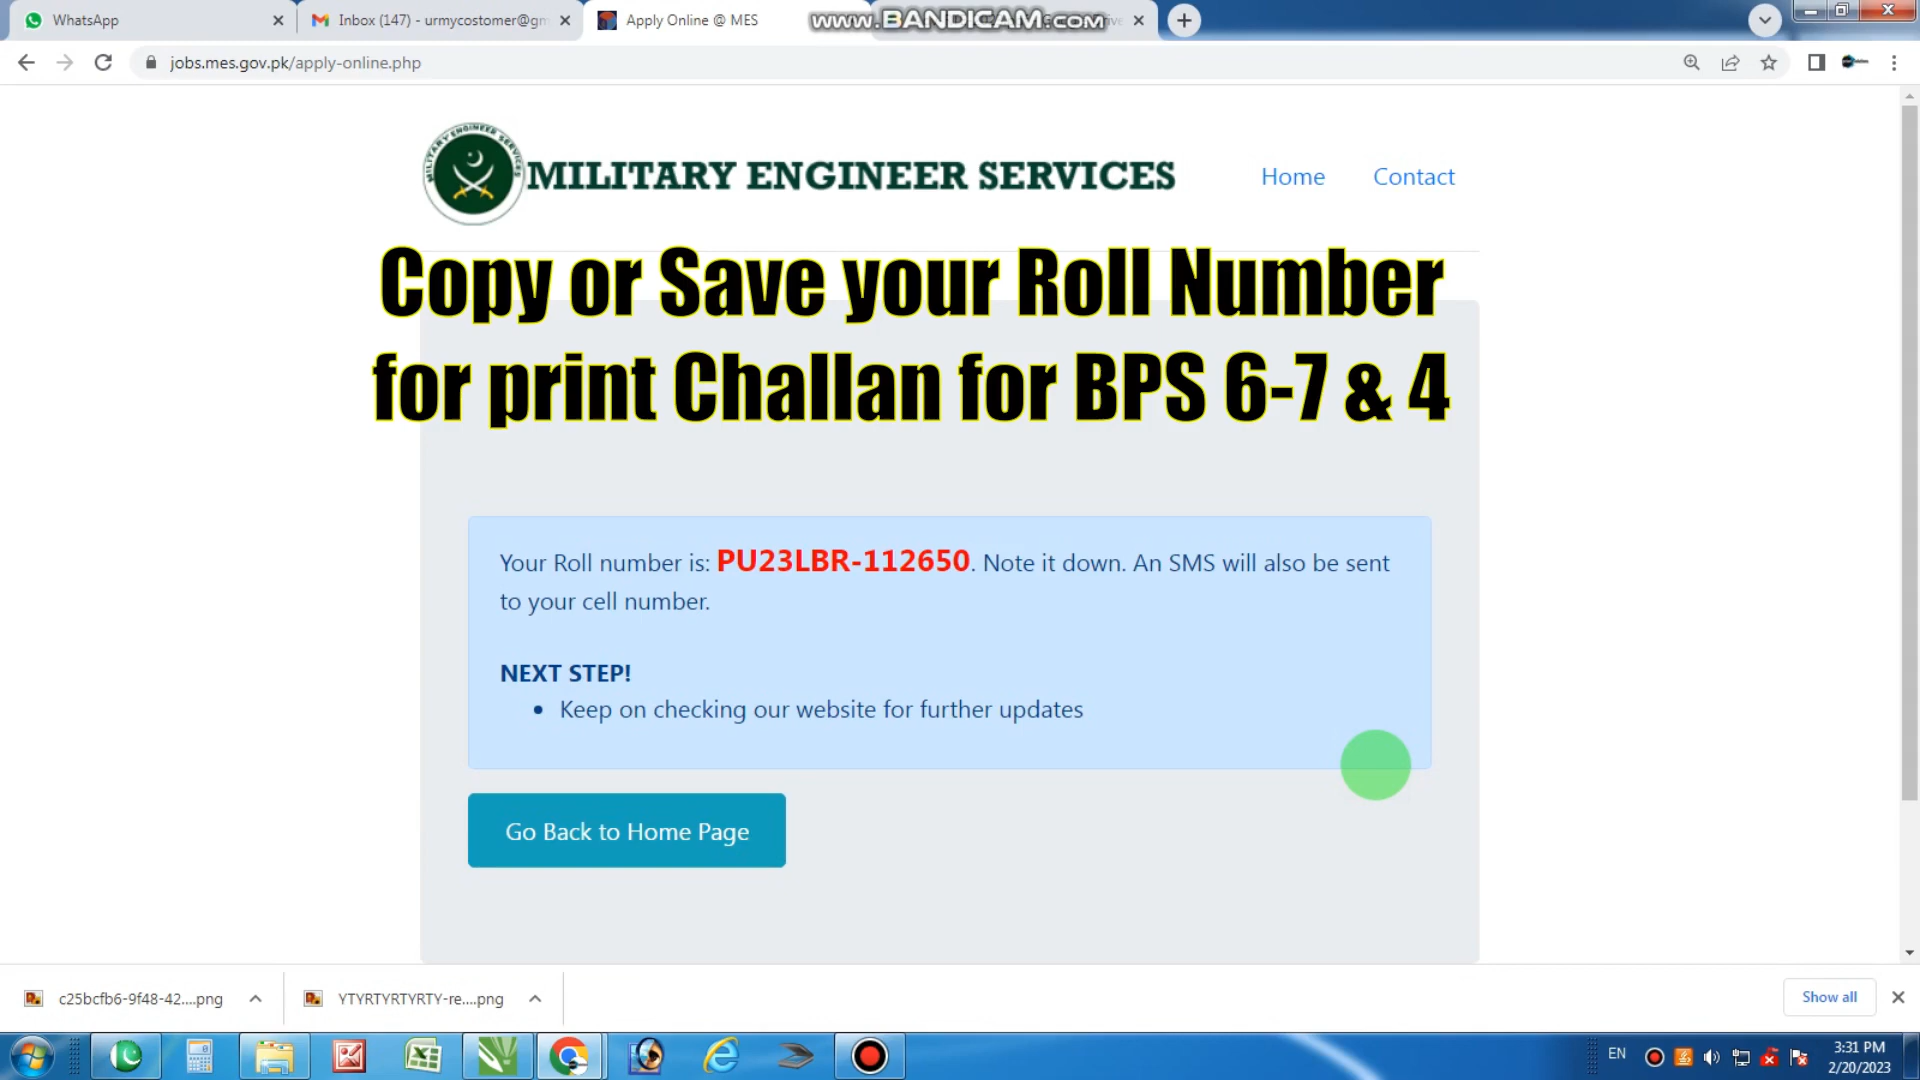 WhatsApp
Inbox (147) - urmycostomer@gm
Apply Online @ MES
www.BANDICAM.com
jobs.mes.gov.pk/apply-online.php
MILITARY ENGINEER SERVICES
MILITARY ENGINEER SERVICES
Home
Contact
Copy or Save your Roll Number
for print Challan for BPS 6-7 & 4
Your Roll number is: PU23LBR-112650. Note it down. An SMS will also be sent
to your cell number.
NEXT STEP!
• Keep on checking our website for further updates
Go Back to Home Page
c25bcfb6-9f48-42....png
YTYRTYRTYRTY-re....png
Show all
EN
3:31 PM
2/20/2023